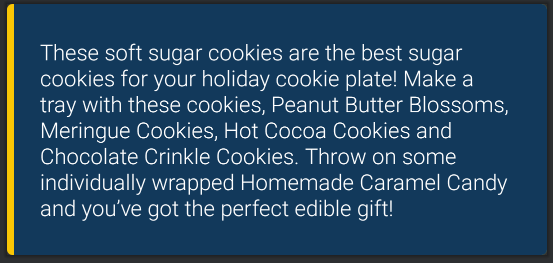 These soft sugar cookies are the best sugar
cookies for your holiday cookie plate! Make a
tray with these cookies, Peanut Butter Blossoms,
Meringue Cookies, Hot Cocoa Cookies and
Chocolate Crinkle Cookies. Throw on some
individually wrapped Homemade Caramel Candy
and you’ve got the perfect edible gift!